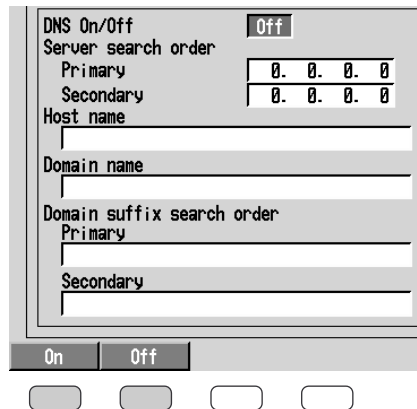 DNS On/Off Off
Server search order
Primary 0. 0. 0. 0
Secondary 0. 0. 0. 0
Host name
Domain name
Domain suffix search order
Primary
Secondary
On Off